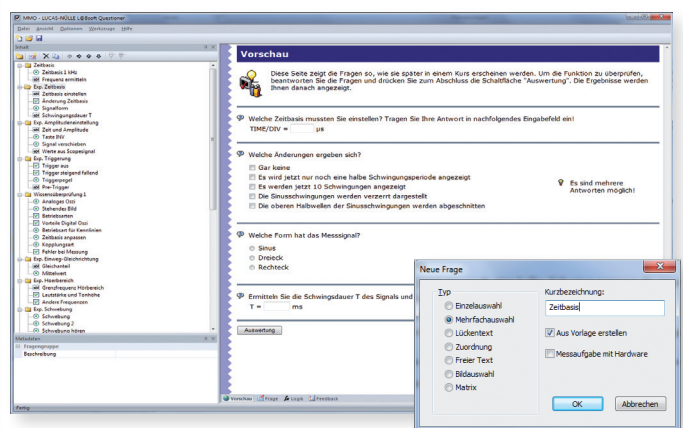 MMO - LUCAS-NÜLLE L@Bsoft Questioner
Datei Ansicht Optionen Werkzeuge Hilfe
Inhalt
Zeitbasis
Zeitbasis 1 kHz
Frequenz ermitteln
Exp. Zeitbasis
Zeitbasis einstellen
Änderung Zeitbasis
Signalform
Schwingungsdauer T
Exp. Amplitudeneinstellung
Zeit und Amplitude
Taste INV
Signal verschieben
Werte aus Scopesignal
Exp. Triggerung
Trigger aus
Trigger steigend fallend
Triggerpegel
Pre-Trigger
Wissensüberprüfung 1
Analoges Oszi
Stehendes Bild
Betriebsarten
Vorteile Digital Oszi
Betriebsart für Kennlinien
Zeitbasis anpassen
Kopplungsart
Fehler bei Messung
Exp. Einweg-Gleichrichtung
Gleichanteil
Mittelwert
Exp. Hoerbereich
Grenzfrequenz Hörbereich
Lautstärke und Tonhöhe
Andere Frequenzen
Exp. Schwebung
Schwebung
Schwebung 2
Schwebung hören
Metadaten
Fragengruppe
Beschreibung
Fertig
Vorschau
Diese Seite zeigt die Fragen so, wie sie später in einem Kurs erscheinen werden. Um die Funktion zu überprüfen,
beantworten Sie die Fragen und drücken Sie zum Abschluss die Schaltfläche "Auswertung". Die Ergebnisse werden
Ihnen danach angezeigt.
Welche Zeitbasis mussten Sie einstellen? Tragen Sie Ihre Antwort in nachfolgendes Eingabefeld ein!
TIME/DIV = µs
Welche Änderungen ergeben sich?
Gar keine
Es wird jetzt nur noch eine halbe Schwingungsperiode angezeigt
Es werden jetzt 10 Schwingungen angezeigt
Die Sinusschwingungen werden verzerrt dargestellt
Die oberen Halbwellen der Sinusschwingungen werden abgeschnitten
Es sind mehrere
Antworten möglich!
Welche Form hat das Messsignal?
Sinus
Dreieck
Rechteck
Ermitteln Sie die Schwingsdauer T des Signals und
T = ms
Auswertung
Vorschau Frage Logik Feedback
Neue Frage
Typ
Einzelauswahl
Mehrfachauswahl
Lückentext
Zuordnung
Freier Text
Bildauswahl
Matrix
Kurzbezeichnung:
Zeitbasis
Aus Vorlage erstellen
Messaufgabe mit Hardware
OK Abbrechen